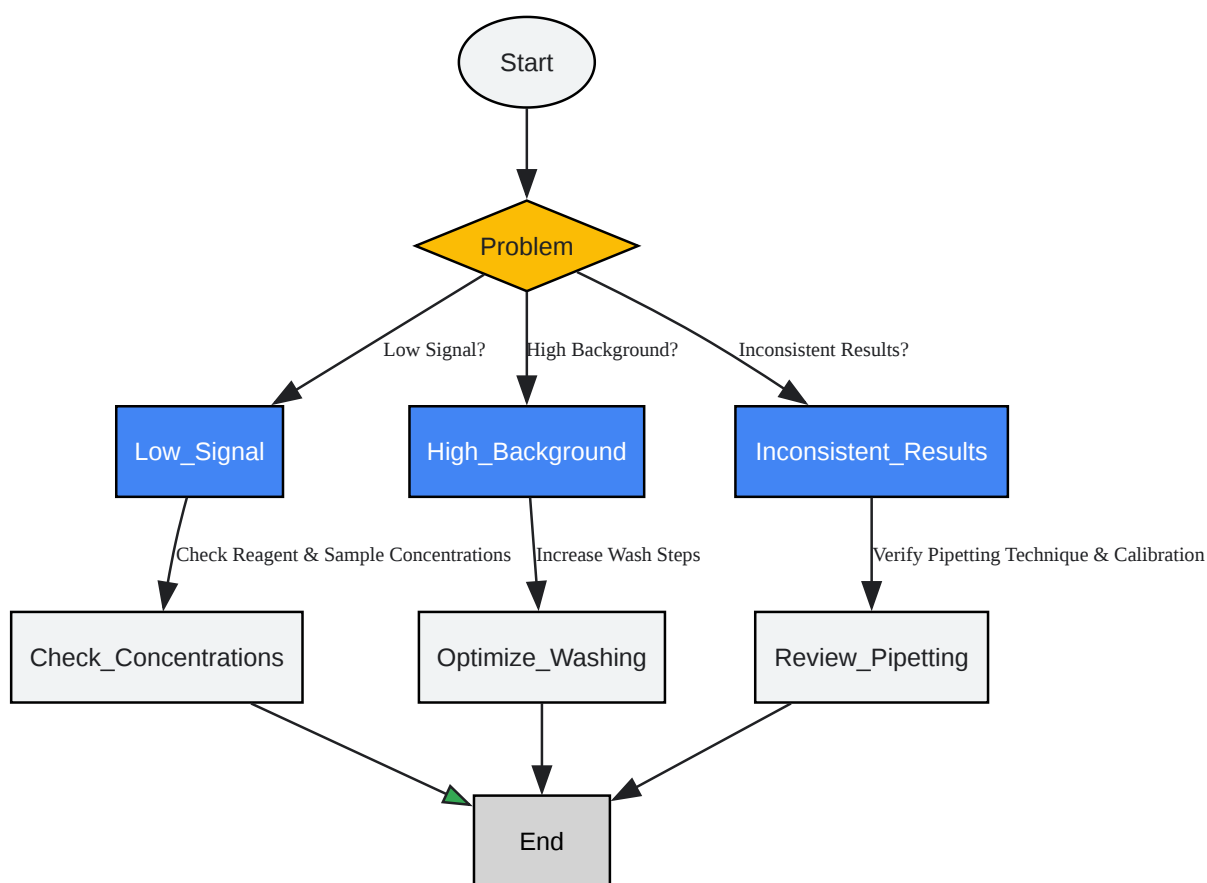 Start
Problem
Low Signal?
High Background?
Inconsistent Results?
Low_Signal
High_Background
Inconsistent_Results
Check Reagent & Sample Concentrations
Increase Wash Steps
Verify Pipetting Technique & Calibration
Check_Concentrations
Optimize_Washing
Review_Pipetting
End